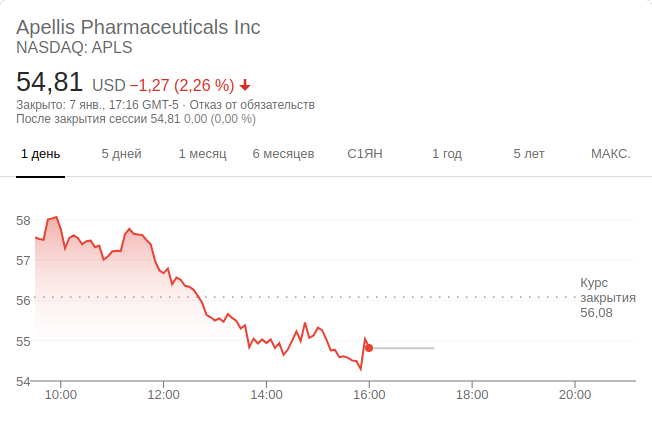 Apellis Pharmaceuticals Inc
NASDAQ: APLS
54,81 USD −1,27 (2,26 %)
Закрыто: 7 янв., 17:16 GMT-5 · Отказ от обязательств
После закрытия сессии 54,81 0,00 (0,00 %)
1 день 5 дней 1 месяц 6 месяцев С1ЯН 1 год 5 лет МАКС.
58
57
56
55
54
Курс
закрытия
56,08
10:00 12:00 14:00 16:00 18:00 20:00